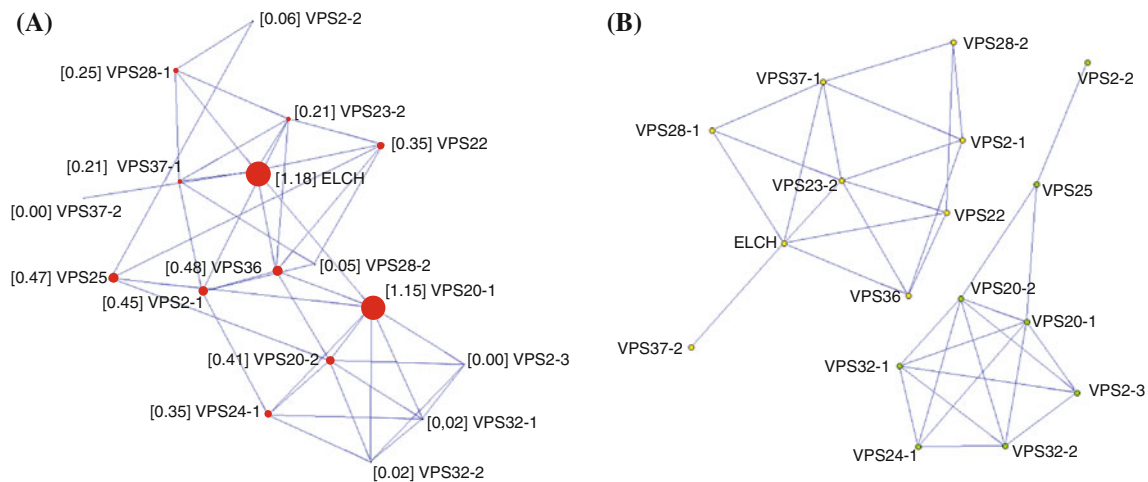 (A)
[0.06] VPS2-2
[0.25] VPS28-1
[0.21] VPS23-2
[0.35] VPS22
[0.21] VPS37-1
[1.18] ELCH
[0.00] VPS37-2
[0.47] VPS25
[0.48] VPS36
[0.05] VPS28-2
[0.45] VPS2-1
[1.15] VPS20-1
[0.41] VPS20-2
[0.00] VPS2-3
[0.35] VPS24-1
[0,02] VPS32-1
[0.02] VPS32-2
(B)
VPS28-2
VPS2-2
VPS37-1
VPS28-1
VPS2-1
VPS23-2
VPS25
VPS22
ELCH
VPS36
VPS20-2
VPS20-1
VPS37-2
VPS32-1
VPS2-3
VPS24-1
VPS32-2